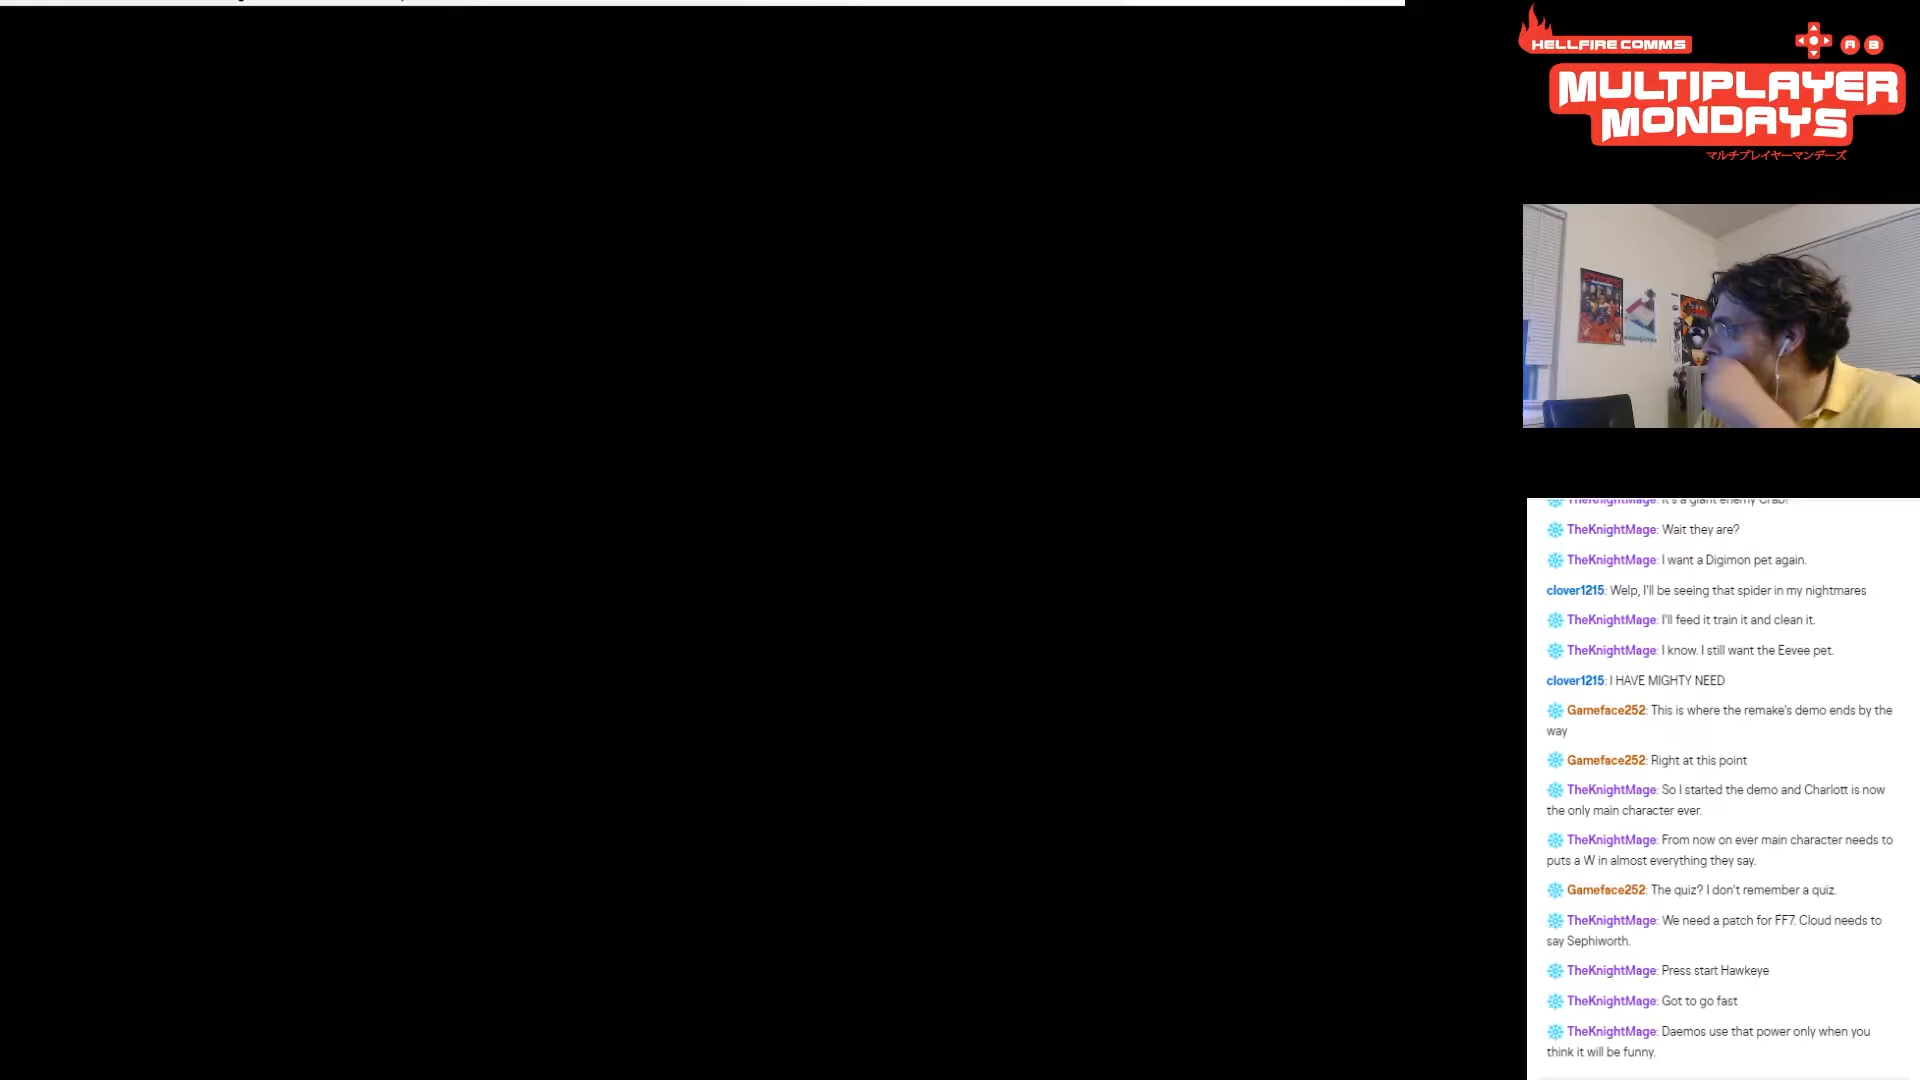 HELLFIRE COMMS
A B
MULTIPLAYER
MONDAYS
マルチプレイヤーマンデーズ
TheKnightMage: It's a giant enemy Crab!
TheKnightMage: Wait they are?
TheKnightMage: I want a Digimon pet again.
clover1215: Welp, I'll be seeing that spider in my nightmares
TheKnightMage: I'll feed it train it and clean it.
TheKnightMage: I know. I still want the Eevee pet.
clover1215: I HAVE MIGHTY NEED
Gameface252: This is where the remake's demo ends by the
way
Gameface252: Right at this point
TheKnightMage: So I started the demo and Charlott is now
the only main character ever.
TheKnightMage: From now on ever main character needs to
puts a W in almost everything they say.
Gameface252: The quiz? I don't remember a quiz.
TheKnightMage: We need a patch for FF7. Cloud needs to
say Sephiworth.
TheKnightMage: Press start Hawkeye
TheKnightMage: Got to go fast
TheKnightMage: Daemos use that power only when you
think it will be funny.